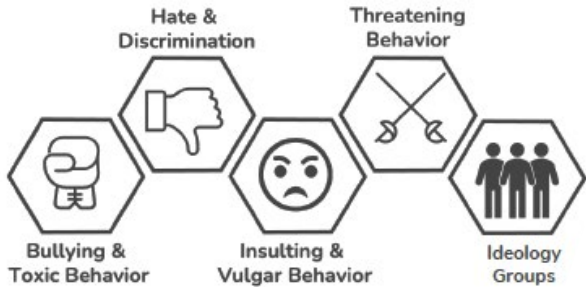 Hate &
Discrimination
Threatening
Behavior
Bullying &
Toxic Behavior
Insulting &
Vulgar Behavior
Ideology
Groups